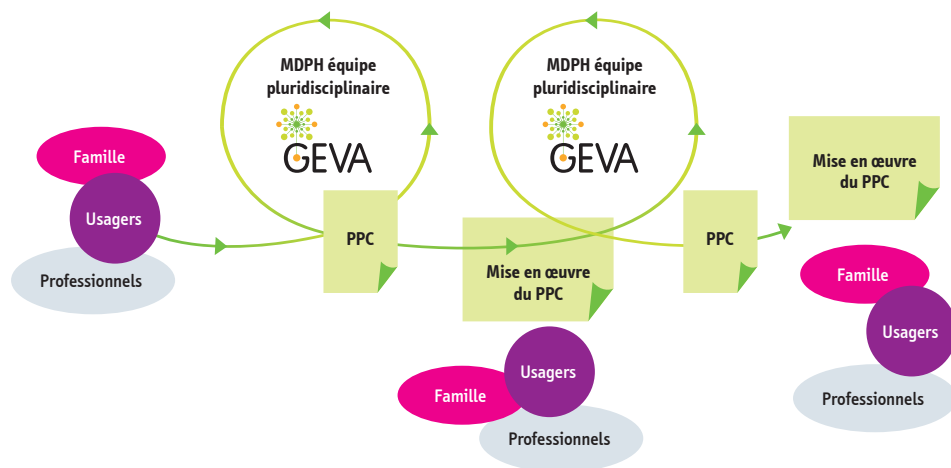 MDPH équipe
pluridisciplinaire
GEVA
MDPH équipe
pluridisciplinaire
GEVA
Famille
Usagers
Professionnels
PPC
Mise en œuvre
du PPC
PPC
Mise en œuvre
du PPC
Famille
Usagers
Professionnels
Famille
Usagers
Professionnels